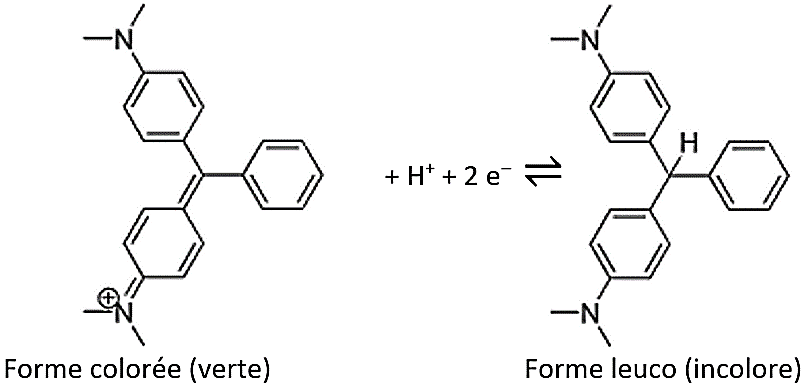 N
N
H
+ H⁺ + 2 e⁻ ⇌
⊕
N
N
Forme colorée (verte)
Forme leuco (incolore)